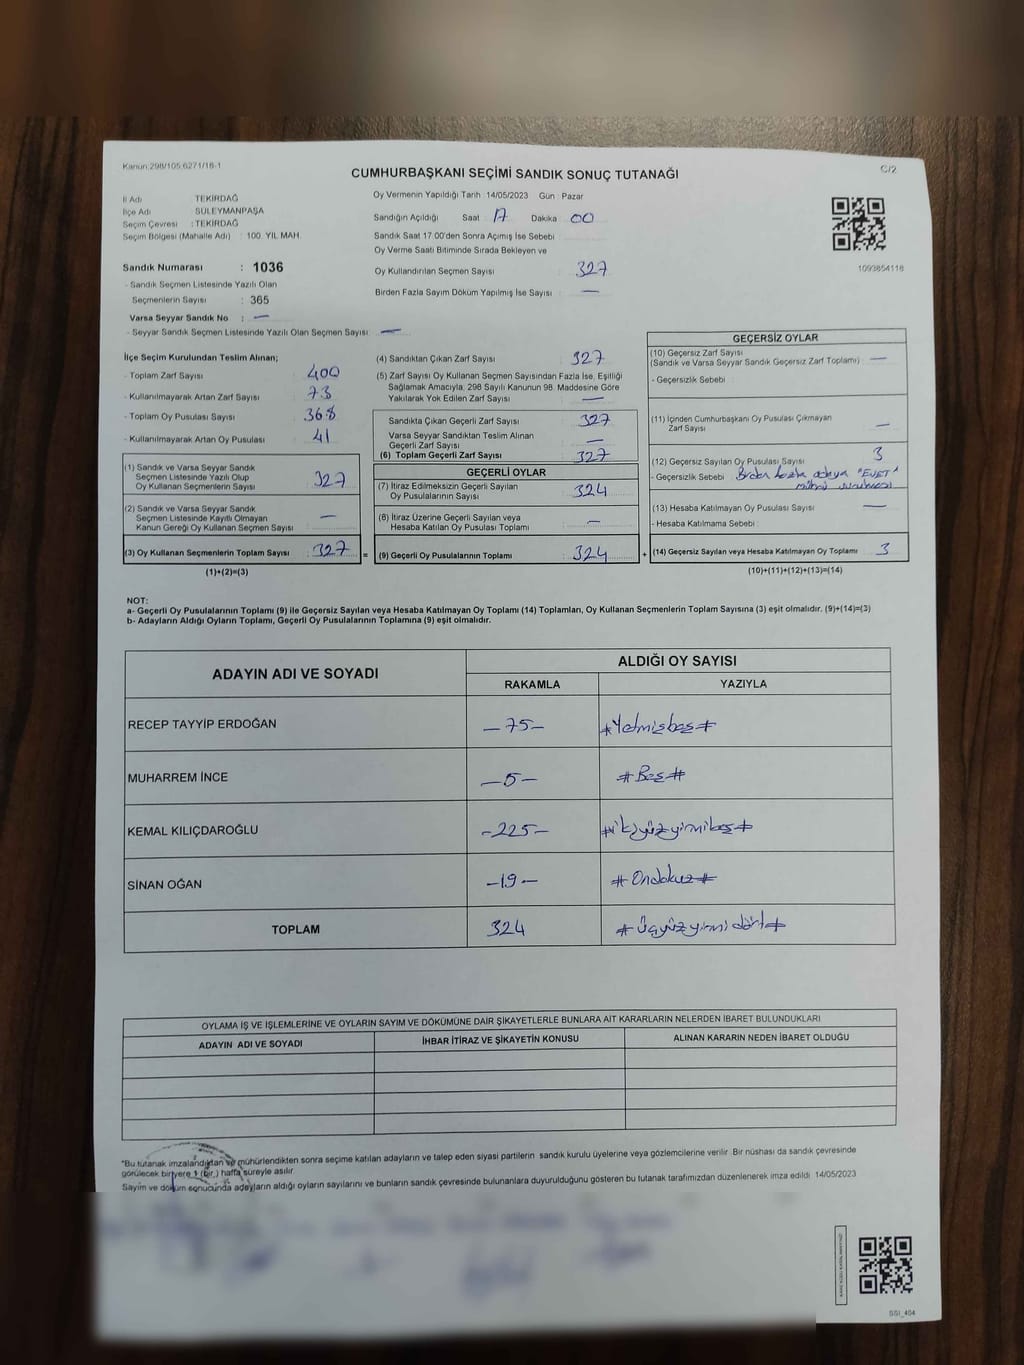 Kanun:298/105,6271/18-1
C/2
CUMHURBAŞKANI SEÇİMİ SANDIK SONUÇ TUTANAĞI
İl Adı TEKİRDAĞ
İlçe Adı SÜLEYMANPAŞA
Seçim Çevresi : TEKİRDAĞ
Seçim Bölgesi (Mahalle Adı) : 100. YIL MAH.
Sandık Numarası : 1036
- Sandık Seçmen Listesinde Yazılı Olan
Seçmenlerin Sayısı : 365
Varsa Seyyar Sandık No : —
- Seyyar Sandık Seçmen Listesinde Yazılı Olan Seçmen Sayısı: —
Oy Vermenin Yapıldığı Tarih :14/05/2023 Gün : Pazar
Sandığın Açıldığı Saat 17 Dakika 00
Sandık Saat 17:00'den Sonra Açımış İse Sebebi
Oy Verme Saati Bitiminde Sırada Bekleyen ve
Oy Kullandırılan Seçmen Sayısı 327
Birden Fazla Sayım Döküm Yapılmış İse Sayısı : —
1093854118
İlçe Seçim Kurulundan Teslim Alınan;
- Toplam Zarf Sayısı : 400
- Kullanılmayarak Artan Zarf Sayısı : 73
- Toplam Oy Pusulası Sayısı : 368
- Kullanılmayarak Artan Oy Pusulası : 41
(1) Sandık ve Varsa Seyyar Sandık
Seçmen Listesinde Yazılı Olup
Oy Kullanan Seçmenlerin Sayısı : 327
(2) Sandık ve Varsa Seyyar Sandık
Seçmen Listesinde Kayıtlı Olmayan
Kanun Gereği Oy Kullanan Seçmen Sayısı : —
(3) Oy Kullanan Seçmenlerin Toplam Sayısı : 327 =
(1)+(2)=(3)
(4) Sandıktan Çıkan Zarf Sayısı : 327
(5) Zarf Sayısı Oy Kullanan Seçmen Sayısından Fazla İse, Eşitliği
Sağlamak Amacıyla, 298 Sayılı Kanunun 98. Maddesine Göre
Yakılarak Yok Edilen Zarf Sayısı : —
Sandıkta Çıkan Geçerli Zarf Sayısı : 327
Varsa Seyyar Sandıktan Teslim Alınan
Geçerli Zarf Sayısı : —
(6) Toplam Geçerli Zarf Sayısı : 327
GEÇERLİ OYLAR
(7) İtiraz Edilmeksizin Geçerli Sayılan
Oy Pusulalarının Sayısı : 324
(8) İtiraz Üzerine Geçerli Sayılan veya
Hesaba Katılan Oy Pusulası Toplamı : —
(9) Geçerli Oy Pusulalarının Toplamı : 324 +
GEÇERSİZ OYLAR
(10) Geçersiz Zarf Sayısı
(Sandık ve Varsa Seyyar Sandık Geçersiz Zarf Toplamı) : —
- Geçersizlik Sebebi :
(11) İçinden Cumhurbaşkanı Oy Pusulası Çıkmayan
Zarf Sayısı : —
(12) Geçersiz Sayılan Oy Pusulası Sayısı : 3
- Geçersizlik Sebebi : Birden fazla adaya "EVET"
mührü vurulması
(13) Hesaba Katılmayan Oy Pusulası Sayısı : —
- Hesaba Katılmama Sebebi :
(14) Geçersiz Sayılan veya Hesaba Katılmayan Oy Toplamı : 3
(10)+(11)+(12)+(13)=(14)
NOT:
a- Geçerli Oy Pusulalarının Toplamı (9) ile Geçersiz Sayılan veya Hesaba Katılmayan Oy Toplamı (14) Toplamları, Oy Kullanan Seçmenlerin Toplam Sayısına (3) eşit olmalıdır. (9)+(14)=(3)
b- Adayların Aldığı Oyların Toplamı, Geçerli Oy Pusulalarının Toplamına (9) eşit olmalıdır.
ADAYIN ADI VE SOYADI ALDIĞI OY SAYISI
RAKAMLA YAZIYLA
RECEP TAYYİP ERDOĞAN —75— #Yetmişbeş#
MUHARREM İNCE —5— #Beş#
KEMAL KILIÇDAROĞLU —225— #ikiyüzyirmibeş#
SİNAN OĞAN —19— #Ondokuz#
TOPLAM 324 #Üçyüzyirmidört#
OYLAMA İŞ VE İŞLEMLERİNE VE OYLARIN SAYIM VE DÖKÜMÜNE DAİR ŞİKAYETLERLE BUNLARA AİT KARARLARIN NELERDEN İBARET BULUNDUKLARI
ADAYIN ADI VE SOYADI İHBAR İTİRAZ VE ŞİKAYETİN KONUSU ALINAN KARARIN NEDEN İBARET OLDUĞU
*Bu tutanak imzalandıktan ve mühürlendikten sonra seçime katılan adayların ve talep eden siyasi partilerin sandık kurulu üyelerine veya gözlemcilerine verilir. Bir nüshası da sandık çevresinde
görülecek bir yere 1 (bir) hafta süreyle asılır.
Sayım ve döküm sonucunda adayların aldığı oyların sayılarını ve bunların sandık çevresinde bulunanlara duyurulduğunu gösteren bu tutanak tarafımızdan düzenlenerek imza edildi. 14/05/2023
SSI_404